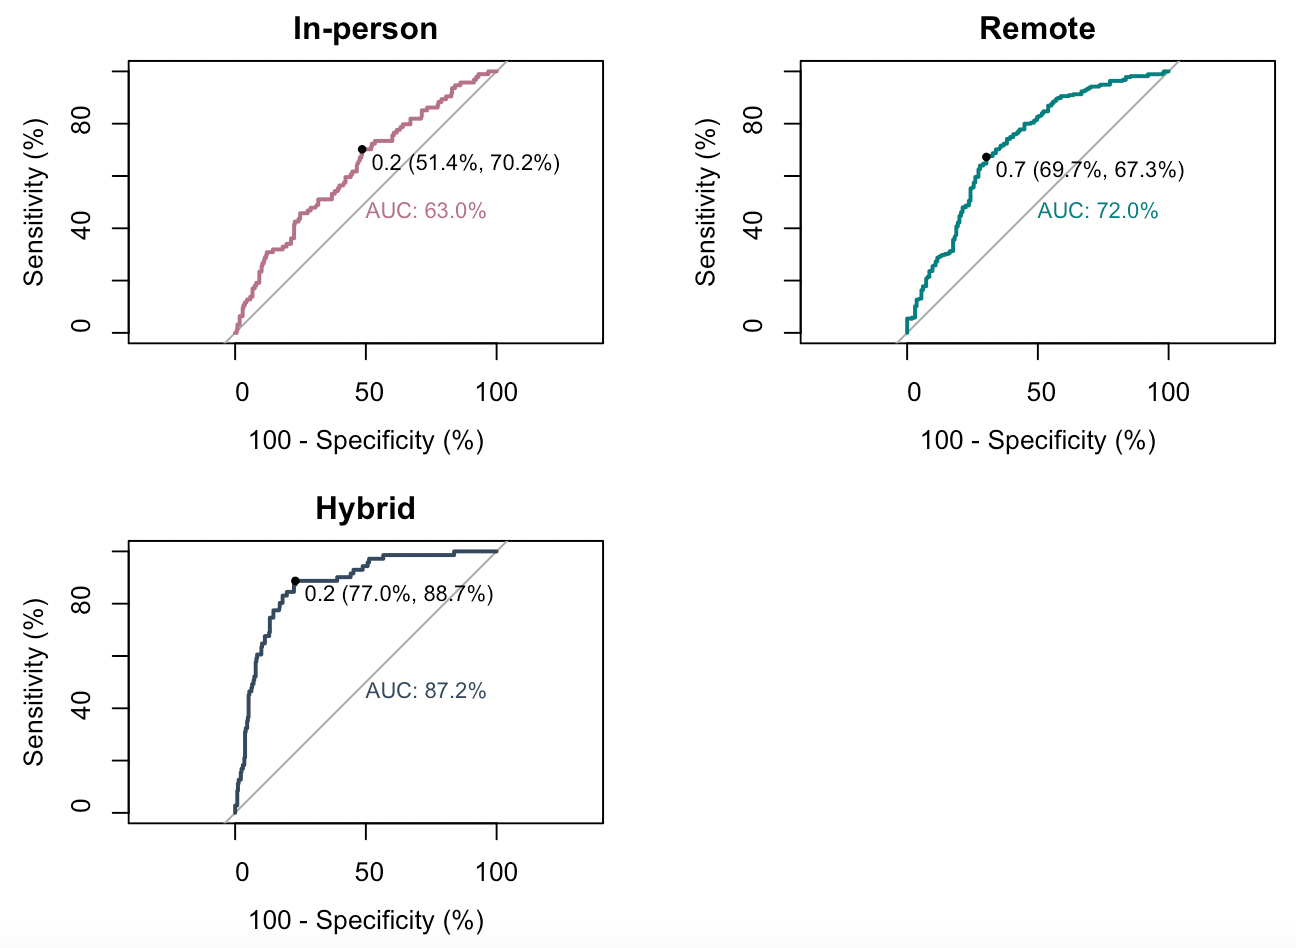 In-person
Sensitivity (%)
80
40
0
0.2 (51.4%, 70.2%)
AUC: 63.0%
0 50 100
100 - Specificity (%)
Remote
Sensitivity (%)
80
40
0
0.7 (69.7%, 67.3%)
AUC: 72.0%
0 50 100
100 - Specificity (%)
Hybrid
Sensitivity (%)
80
40
0
0.2 (77.0%, 88.7%)
AUC: 87.2%
0 50 100
100 - Specificity (%)